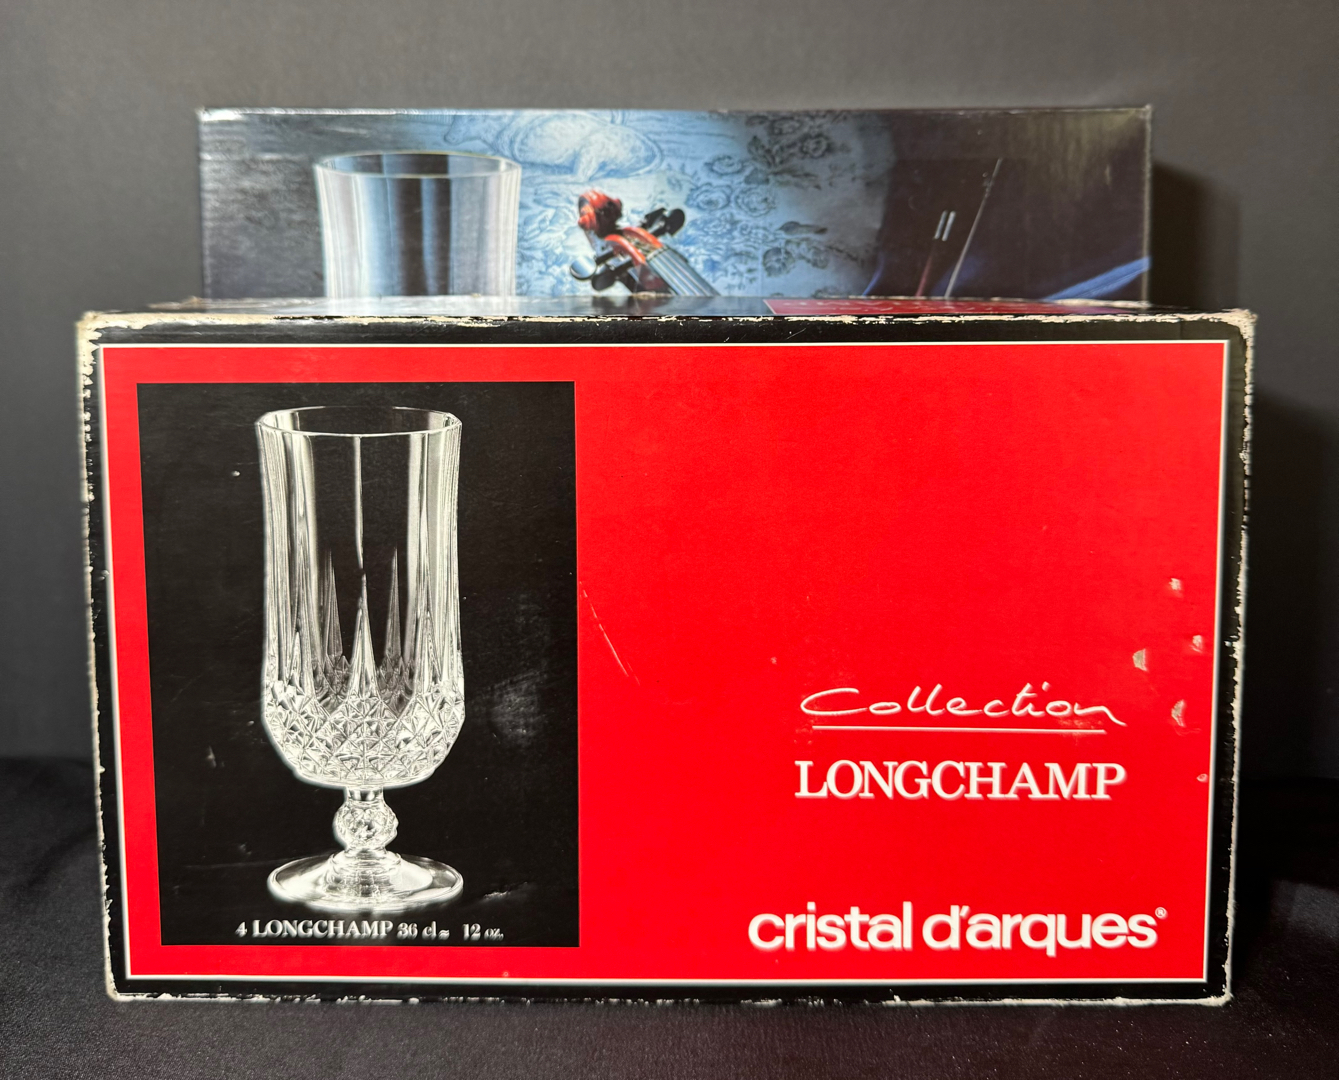 Collection
LONGCHAMP
cristal d'arques®
4 LONGCHAMP 36 cl ≈ 12 oz.